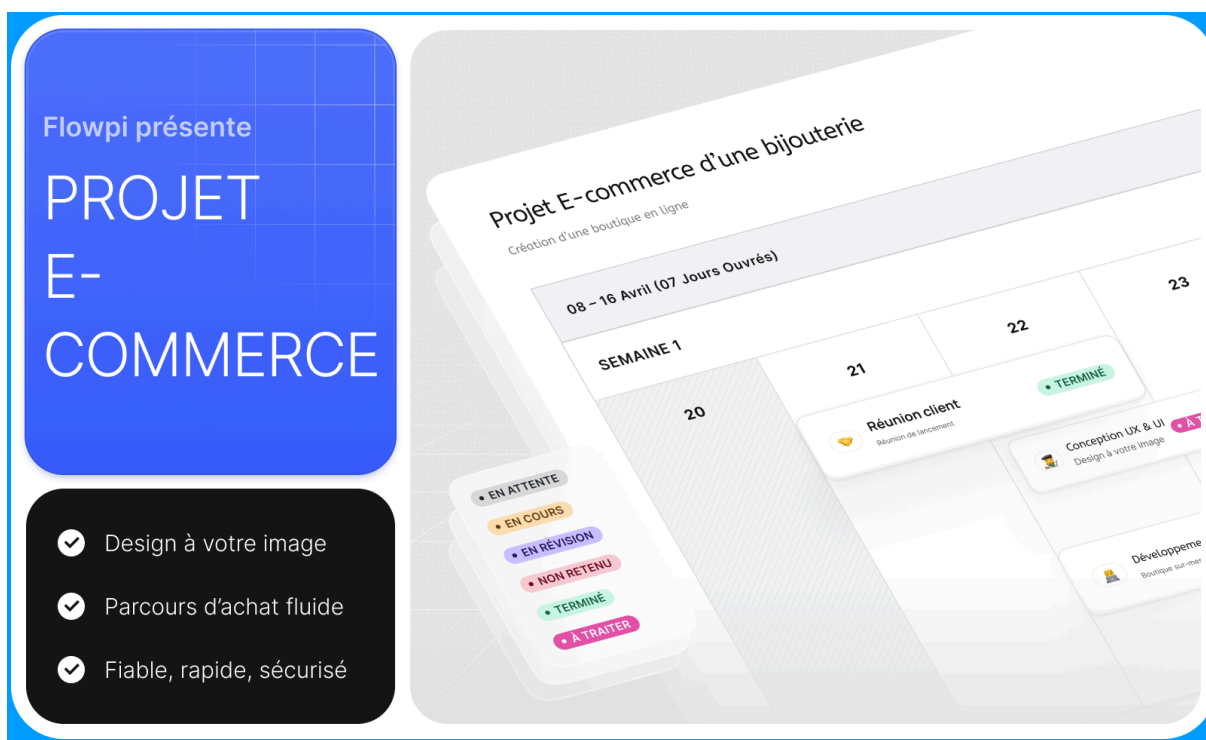 Flowpi présente
PROJET
E-
COMMERCE
Design à votre image
Parcours d’achat fluide
Fiable, rapide, sécurisé
Projet E-commerce d’une bijouterie
Création d’une boutique en ligne
08 – 16 Avril (07 Jours Ouvrés)
SEMAINE 1
20
21
22
23
Réunion client
Réunion de lancement
TERMINÉ
Conception UX & UI
Design à votre image
Boutique
EN ATTENTE
EN COURS
EN RÉVISION
NON RETENU
TERMINÉ
À TRAITER